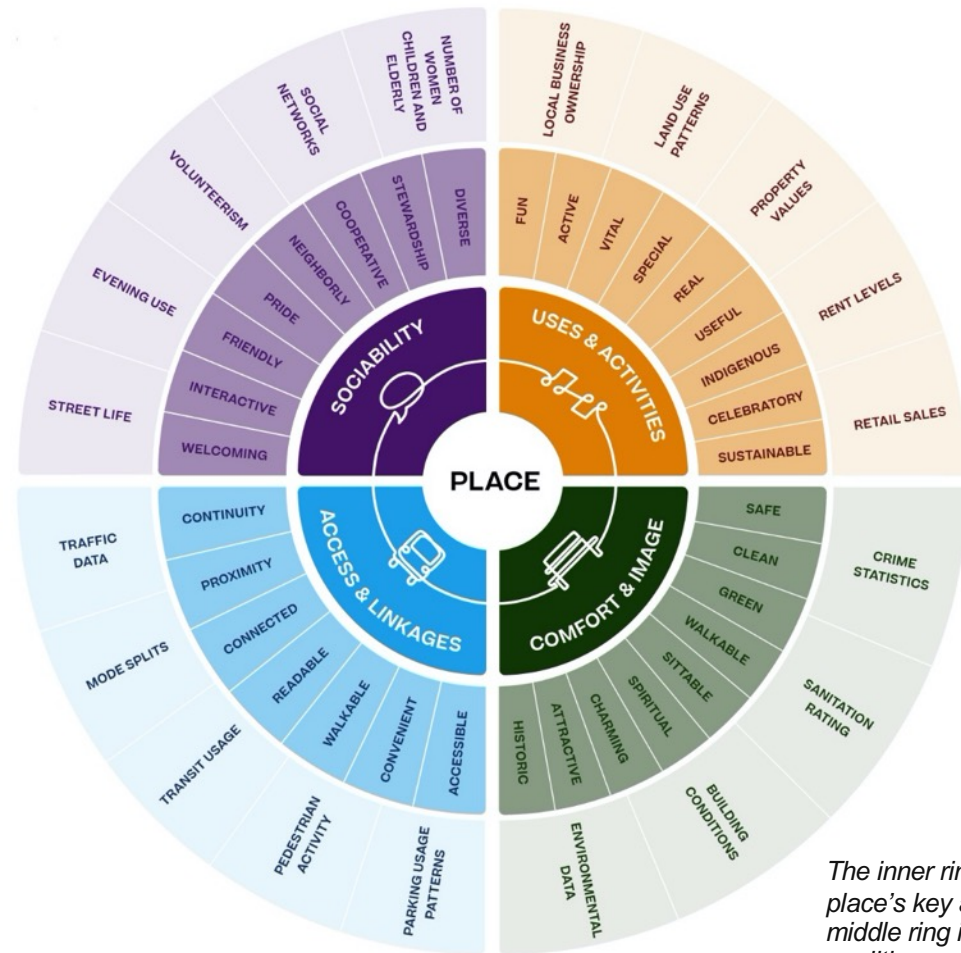 PLACE
SOCIABILITY
USES & ACTIVITIES
COMFORT & IMAGE
ACCESS & LINKAGES
DIVERSE
STEWARDSHIP
COOPERATIVE
NEIGHBORLY
PRIDE
FRIENDLY
INTERACTIVE
WELCOMING
NUMBER OF
WOMEN
CHILDREN AND
ELDERLY
SOCIAL
NETWORKS
VOLUNTEERISM
EVENING USE
STREET LIFE
FUN
ACTIVE
VITAL
SPECIAL
REAL
USEFUL
INDIGENOUS
CELEBRATORY
SUSTAINABLE
LOCAL BUSINESS
OWNERSHIP
LAND USE
PATTERNS
PROPERTY
VALUES
RENT LEVELS
RETAIL SALES
SAFE
CLEAN
GREEN
WALKABLE
SITTABLE
SPIRITUAL
CHARMING
ATTRACTIVE
HISTORIC
CRIME
STATISTICS
SANITATION
RATING
BUILDING
CONDITIONS
ENVIRONMENTAL
DATA
CONTINUITY
PROXIMITY
CONNECTED
READABLE
WALKABLE
CONVENIENT
ACCESSIBLE
TRAFFIC
DATA
MODE SPLITS
TRANSIT USAGE
PEDESTRIAN
ACTIVITY
PARKING USAGE
PATTERNS
The inner
place's key
middle ring